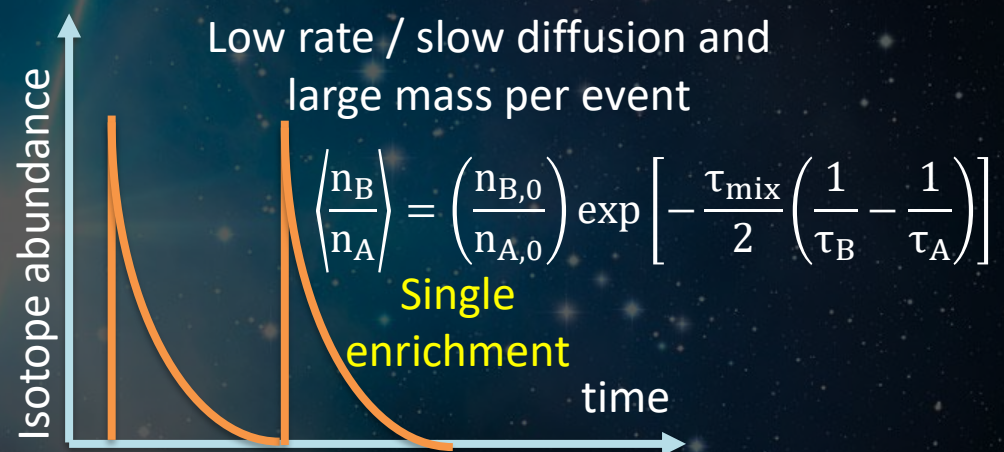 Low rate / slow diffusion and
large mass per event
Isotope abundance
⟨n_B/n_A⟩ = (n_B,0/n_A,0) exp[−τ_mix/2 (1/τ_B − 1/τ_A)]
Single
enrichment
time